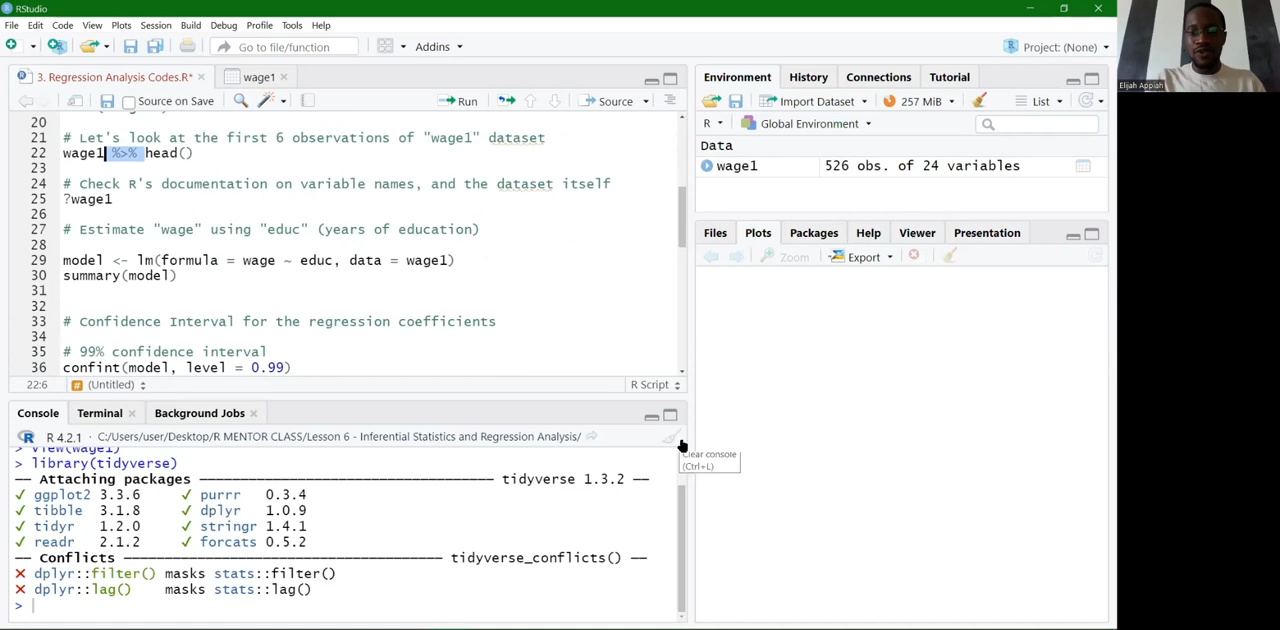 RStudio
File Edit Code View Plots Session Build Debug Profile Tools Help
Go to file/function Addins Project: (None)
3. Regression Analysis Codes.R* wage1
Source on Save Run Source
20
21 # Let's look at the first 6 observations of "wage1" dataset
22 wage1 %>% head()
23
24 # Check R's documentation on variable names, and the dataset itself
25 ?wage1
26
27 # Estimate "wage" using "educ" (years of education)
28
29 model <- lm(formula = wage ~ educ, data = wage1)
30 summary(model)
31
32
33 # Confidence Interval for the regression coefficients
34
35 # 99% confidence interval
36 confint(model, level = 0.99)
22:6 # (Untitled) R Script
Console Terminal Background Jobs
R 4.2.1 · C:/Users/user/Desktop/R MENTOR CLASS/Lesson 6 - Inferential Statistics and Regression Analysis/
> View(wage1)
> library(tidyverse)
── Attaching packages ──────────── tidyverse 1.3.2 ──
✓ ggplot2 3.3.6 ✓ purrr 0.3.4
✓ tibble 3.1.8 ✓ dplyr 1.0.9
✓ tidyr 1.2.0 ✓ stringr 1.4.1
✓ readr 2.1.2 ✓ forcats 0.5.2
── Conflicts ──────────── tidyverse_conflicts() ──
✕ dplyr::filter() masks stats::filter()
✕ dplyr::lag() masks stats::lag()
>
Clear console
(Ctrl+L)
Environment History Connections Tutorial
Import Dataset 257 MiB List
R Global Environment
Data
wage1 526 obs. of 24 variables
Files Plots Packages Help Viewer Presentation
Zoom Export
Elijah Appiah